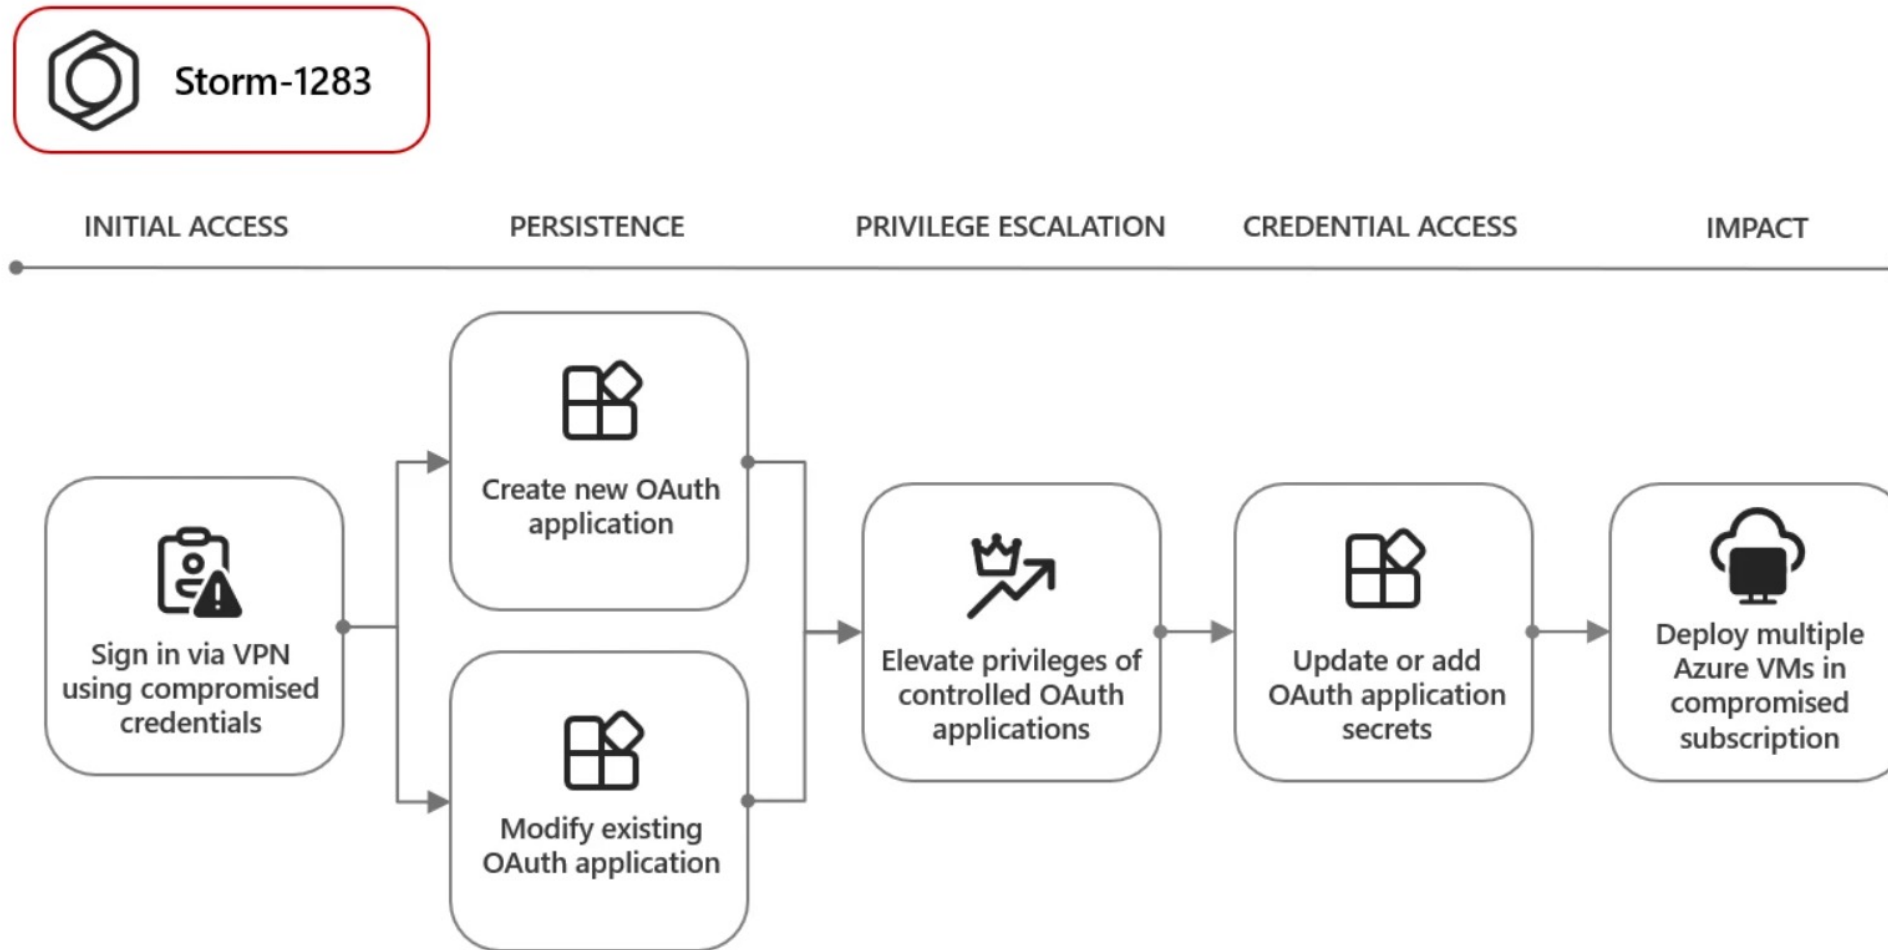 Storm-1283
INITIAL ACCESS
PERSISTENCE
PRIVILEGE ESCALATION
CREDENTIAL ACCESS
IMPACT
Sign in via VPN
using compromised
credentials
Create new OAuth
application
Modify existing
OAuth application
Elevate privileges of
controlled OAuth
applications
Update or add
OAuth application
secrets
Deploy multiple
Azure VMs in
compromised
subscription